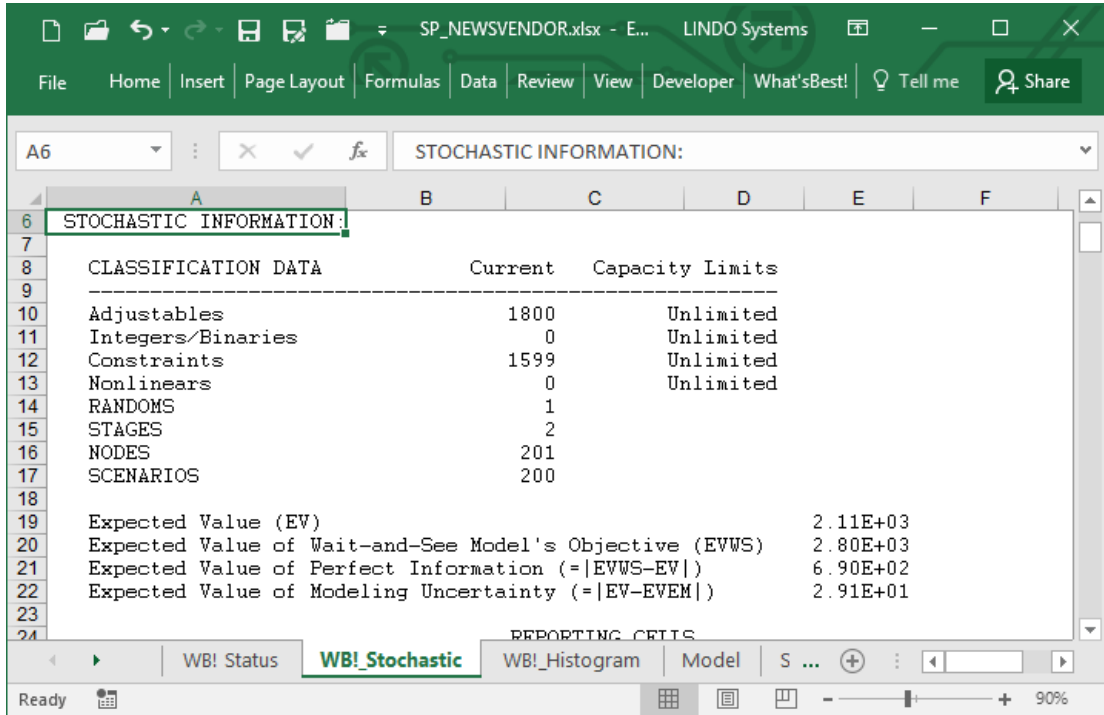 SP_NEWSVENDOR.xlsx - E... LINDO Systems
File Home Insert Page Layout Formulas Data Review View Developer What'sBest! Tell me Share
A6 fx STOCHASTIC INFORMATION:
A B C D E F
6 STOCHASTIC INFORMATION:
7
8 CLASSIFICATION DATA Current Capacity Limits
9 --------------------------------------------------------
10 Adjustables 1800 Unlimited
11 Integers/Binaries 0 Unlimited
12 Constraints 1599 Unlimited
13 Nonlinears 0 Unlimited
14 RANDOMS 1
15 STAGES 2
16 NODES 201
17 SCENARIOS 200
18
19 Expected Value (EV) 2.11E+03
20 Expected Value of Wait-and-See Model's Objective (EVWS) 2.80E+03
21 Expected Value of Perfect Information (=|EVWS-EV|) 6.90E+02
22 Expected Value of Modeling Uncertainty (=|EV-EVEM|) 2.91E+01
23
24 REPORTING CELLS
WB! Status WB!_Stochastic WB!_Histogram Model S ...
Ready 90%